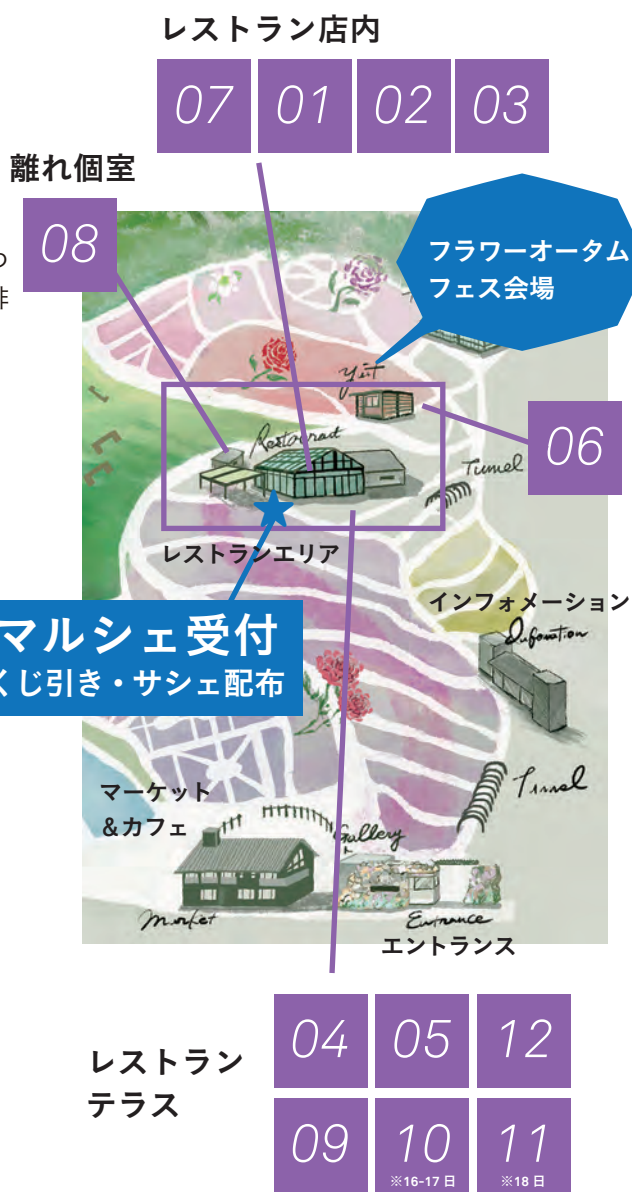 レストラン店内
07 01 02 03
離れ個室
08
つ
フラワーオータム
フェス会場
Restaurant
06
Tunnel
レストランエリア
インフォメーション
マルシェ受付
くじ引き・サシェ配布
マーケット
&カフェ
Tunnel
Gallery
Market
Entrance
エントランス
レストラン
テラス
04 05 12
09 10 11
※16-17 日 ※18 日